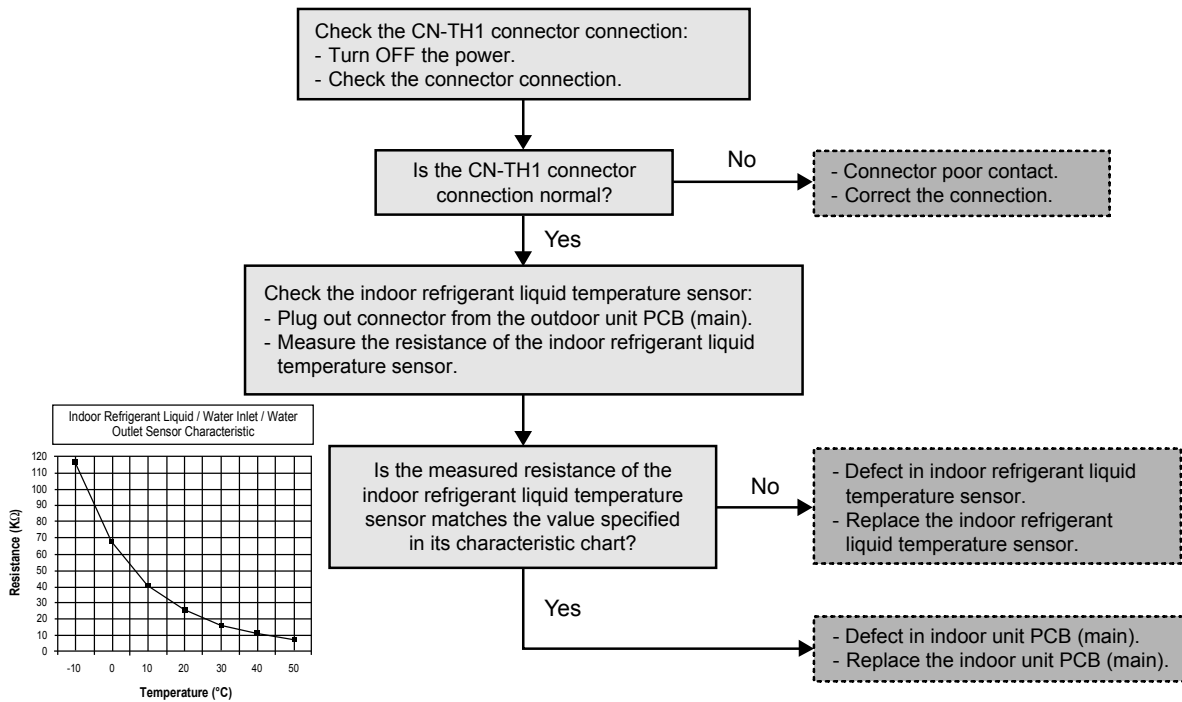 Check the CN-TH1 connector connection:
- Turn OFF the power.
- Check the connector connection.
Is the CN-TH1 connector
connection normal?
No
- Connector poor contact.
- Correct the connection.
Yes
Check the indoor refrigerant liquid temperature sensor:
- Plug out connector from the outdoor unit PCB (main).
- Measure the resistance of the indoor refrigerant liquid
temperature sensor.
Indoor Refrigerant Liquid / Water Inlet / Water
Outlet Sensor Characteristic
Resistance (KΩ)
120
110
100
90
80
70
60
50
40
30
20
10
0
-10 0 10 20 30 40 50
Temperature (°C)
Is the measured resistance of the
indoor refrigerant liquid temperature
sensor matches the value specified
in its characteristic chart?
No
- Defect in indoor refrigerant liquid
temperature sensor.
- Replace the indoor refrigerant
liquid temperature sensor.
Yes
- Defect in indoor unit PCB (main).
- Replace the indoor unit PCB (main).